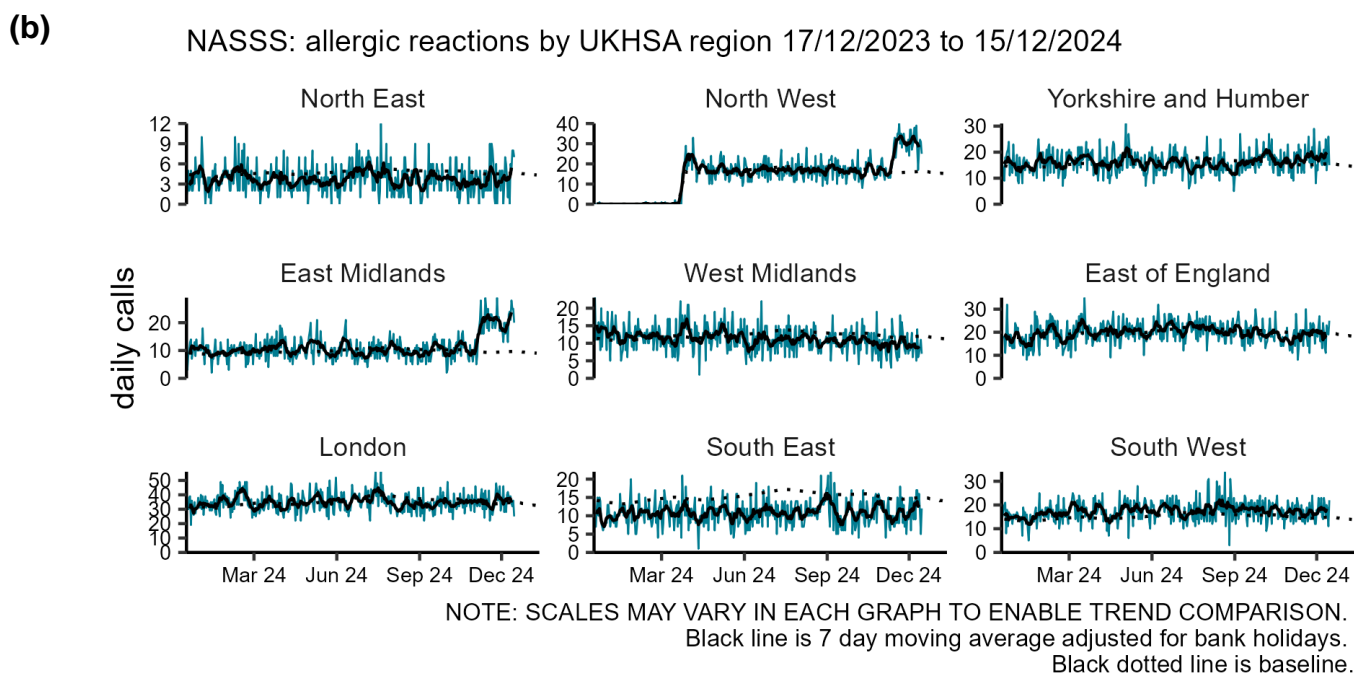 (b)
NASSS: allergic reactions by UKHSA region 17/12/2023 to 15/12/2024
daily calls
North East
12
9
6
3
0
North West
40
30
20
10
0
Yorkshire and Humber
30
20
10
0
East Midlands
20
10
0
West Midlands
20
15
10
5
0
East of England
30
20
10
0
London
50
40
30
20
10
0
Mar 24 Jun 24 Sep 24 Dec 24
South East
20
15
10
5
0
Mar 24 Jun 24 Sep 24 Dec 24
South West
30
20
10
0
Mar 24 Jun 24 Sep 24 Dec 24
NOTE: SCALES MAY VARY IN EACH GRAPH TO ENABLE TREND COMPARISON.
Black line is 7 day moving average adjusted for bank holidays.
Black dotted line is baseline.